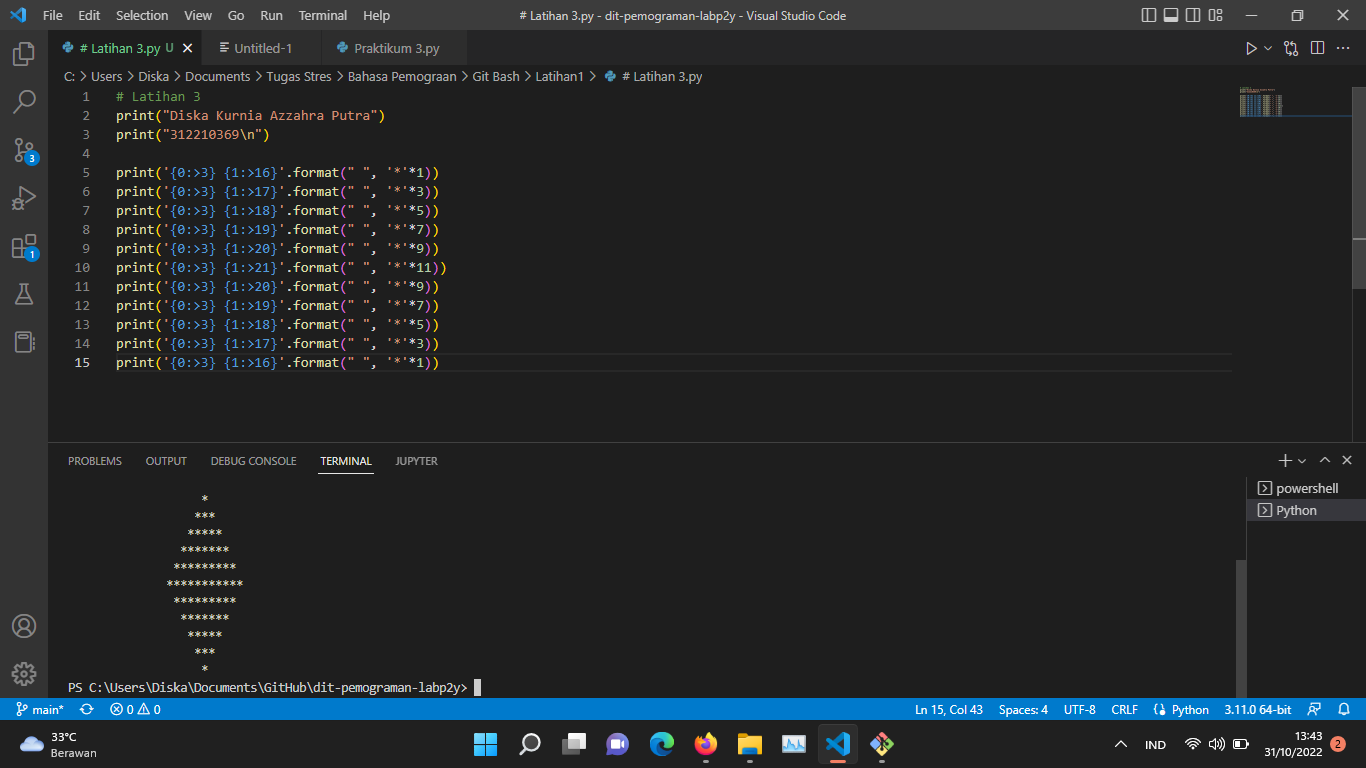 File Edit Selection View Go Run Terminal Help # Latihan 3.py - dit-pemograman-labp2y - Visual Studio Code
# Latihan 3.py U Untitled-1 Praktikum 3.py
C: > Users > Diska > Documents > Tugas Stres > Bahasa Pemograan > Git Bash > Latihan1 > # Latihan 3.py
1 # Latihan 3
2 print("Diska Kurnia Azzahra Putra")
3 print("312210369\n")
4
5 print('{0:>3} {1:>16}'.format(" ", '*'*1))
6 print('{0:>3} {1:>17}'.format(" ", '*'*3))
7 print('{0:>3} {1:>18}'.format(" ", '*'*5))
8 print('{0:>3} {1:>19}'.format(" ", '*'*7))
9 print('{0:>3} {1:>20}'.format(" ", '*'*9))
10 print('{0:>3} {1:>21}'.format(" ", '*'*11))
11 print('{0:>3} {1:>20}'.format(" ", '*'*9))
12 print('{0:>3} {1:>19}'.format(" ", '*'*7))
13 print('{0:>3} {1:>18}'.format(" ", '*'*5))
14 print('{0:>3} {1:>17}'.format(" ", '*'*3))
15 print('{0:>3} {1:>16}'.format(" ", '*'*1))
3
1
PROBLEMS OUTPUT DEBUG CONSOLE TERMINAL JUPYTER
*
***
*****
*******
*********
***********
*********
*******
*****
***
*
PS C:\Users\Diska\Documents\GitHub\dit-pemograman-labp2y>
powershell
Python
main* 0 0 Ln 15, Col 43 Spaces: 4 UTF-8 CRLF Python 3.11.0 64-bit
33°C
Berawan
IND
13:43
31/10/2022
2